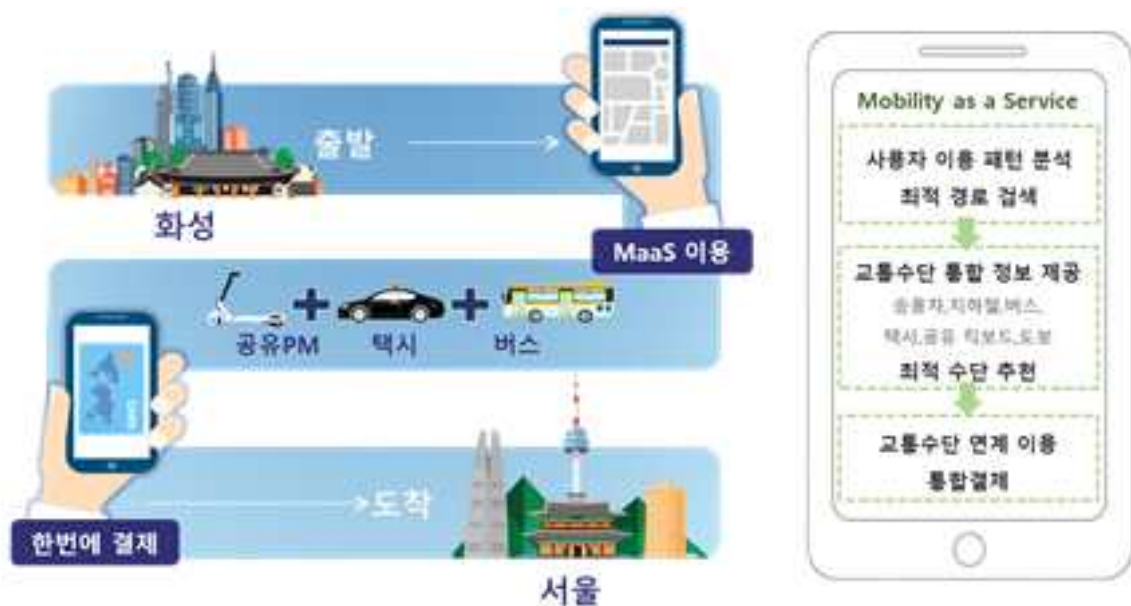 출발
화성
MaaS 이용
공유PM
택시
버스
한번에 결제
도착
서울
Mobility as a Service
사용자 이용 패턴 분석
최적 경로 검색
교통수단 통합 정보 제공
승용차,지하철,버스,
택시,공유 킥보드,도보
최적 수단 추천
교통수단 연계 이용
통합결제